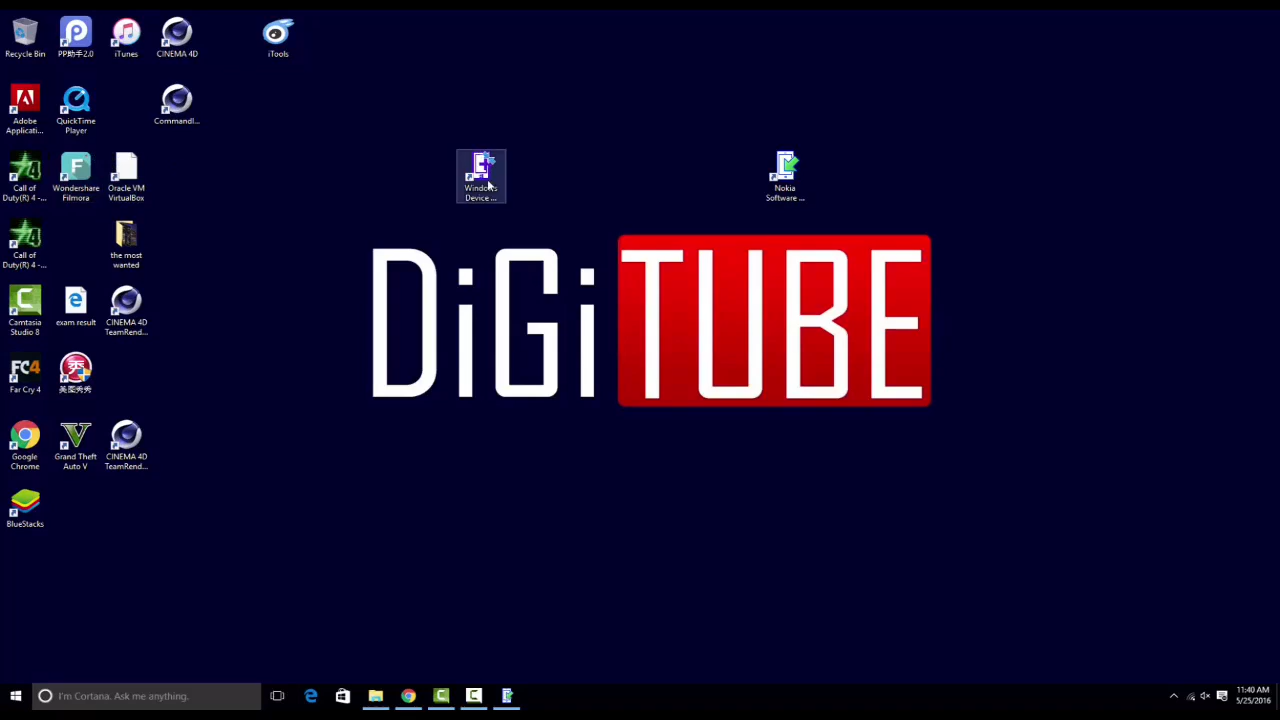 Recycle Bin
PP助手2.0
iTunes
CINEMA 4D
iTools
Adobe
Applicati...
QuickTime
Player
Commandl...
Call of
Duty(R) 4 -...
Wondershare
Filmora
Oracle VM
VirtualBox
Windows
Device ...
Nokia
Software ...
Call of
Duty(R) 4 -...
the most
wanted
DiGiTUBE
Camtasia
Studio 8
exam result
CINEMA 4D
TeamRend...
FC4
Far Cry 4
秀
美图秀秀
Google
Chrome
Grand Theft
Auto V
CINEMA 4D
TeamRend...
BlueStacks
I'm Cortana. Ask me anything.
11:40 AM
5/25/2016